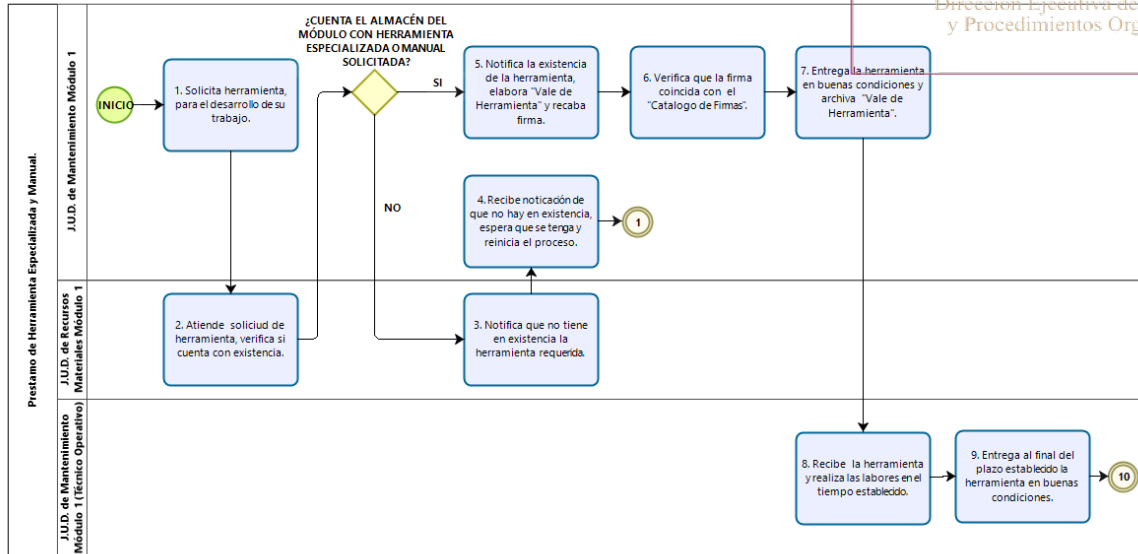 Dirección Ejecutiva de
y Procedimientos Org
Prestamo de Herramienta Especializada y Manual.
J.U.D. de Mantenimiento Módulo 1
INICIO
1. Solicita herramienta,
para el desarrollo de su
trabajo.
¿CUENTA EL ALMACÉN DEL
MÓDULO CON HERRAMIENTA
ESPECIALIZADA O MANUAL
SOLICITADA?
SI
NO
5. Notifica la existencia
de la herramienta,
elabora "Vale de
Herramienta" y recaba
firma.
6. Verifica que la firma
coincida con el
"Catalogo de Firmas".
7. Entrega la herramienta
en buenas condiciones y
archiva "Vale de
Herramienta".
4. Recibe noticación de
que no hay en existencia,
espera que se tenga y
reinicia el proceso.
1
J.U.D. de Recursos
Materiales Módulo 1
2. Atiende soliciud de
herramienta, verifica si
cuenta con existencia.
3. Notifica que no tiene
en existencia la
herramienta requerida.
J.U.D. de Mantenimiento
Módulo 1 (Técnico Operativo)
8. Recibe la herramienta
y realiza las labores en el
tiempo establecido.
9. Entrega al final del
plazo establecido la
herramienta en buenas
condiciones.
10